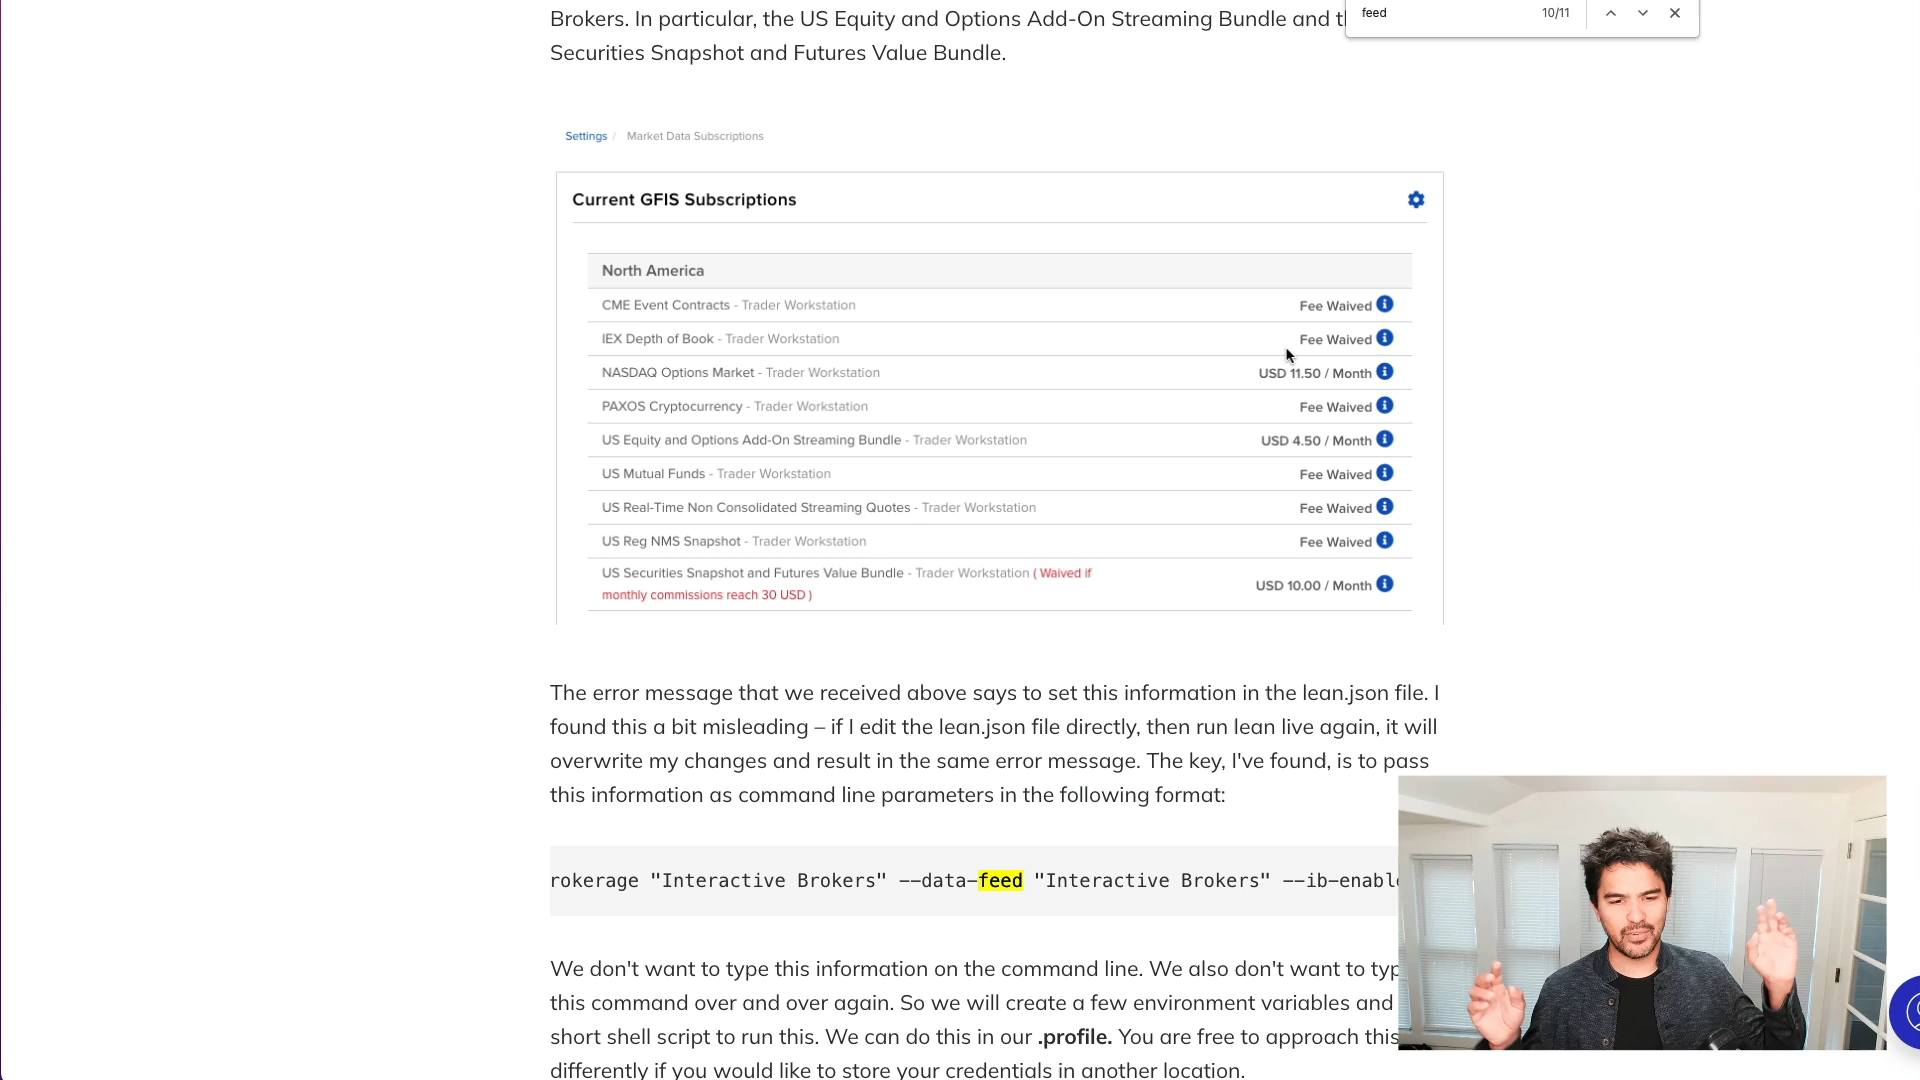 Brokers. In particular, the US Equity and Options Add-On Streaming Bundle and
feed 10/11
Securities Snapshot and Futures Value Bundle.
Settings / Market Data Subscriptions
Current GFIS Subscriptions
North America
CME Event Contracts - Trader Workstation Fee Waived
IEX Depth of Book - Trader Workstation Fee Waived
NASDAQ Options Market - Trader Workstation USD 11.50 / Month
PAXOS Cryptocurrency - Trader Workstation Fee Waived
US Equity and Options Add-On Streaming Bundle - Trader Workstation USD 4.50 / Month
US Mutual Funds - Trader Workstation Fee Waived
US Real-Time Non Consolidated Streaming Quotes - Trader Workstation Fee Waived
US Reg NMS Snapshot - Trader Workstation Fee Waived
US Securities Snapshot and Futures Value Bundle - Trader Workstation ( Waived if
monthly commissions reach 30 USD ) USD 10.00 / Month
The error message that we received above says to set this information in the lean.json file. I
found this a bit misleading – if I edit the lean.json file directly, then run lean live again, it will
overwrite my changes and result in the same error message. The key, I've found, is to pass
this information as command line parameters in the following format:
rokerage "Interactive Brokers" --data-feed "Interactive Brokers" --ib-enabl
We don't want to type this information on the command line. We also don't want to typ
this command over and over again. So we will create a few environment variables and
short shell script to run this. We can do this in our .profile. You are free to approach this
differently if you would like to store your credentials in another location.